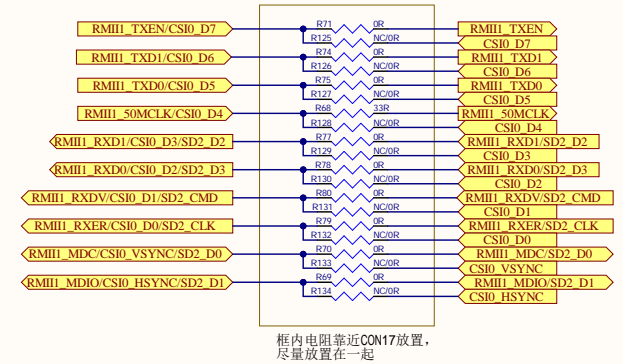 RMII1_TXEN/CSI0_D7 R71 0R RMII1_TXEN
R125 NC/0R CSI0_D7
RMII1_TXD1/CSI0_D6 R74 0R RMII1_TXD1
R126 NC/0R CSI0_D6
RMII1_TXD0/CSI0_D5 R75 0R RMII1_TXD0
R127 NC/0R CSI0_D5
RMII1_50MCLK/CSI0_D4 R68 33R RMII1_50MCLK
R128 NC/0R CSI0_D4
RMII1_RXD1/CSI0_D3/SD2_D2 R77 0R RMII1_RXD1/SD2_D2
R129 NC/0R CSI0_D3
RMII1_RXD0/CSI0_D2/SD2_D3 R78 0R RMII1_RXD0/SD2_D3
R130 NC/0R CSI0_D2
RMII1_RXDV/CSI0_D1/SD2_CMD R80 0R RMII1_RXDV/SD2_CMD
R131 NC/0R CSI0_D1
RMII1_RXER/CSI0_D0/SD2_CLK R79 0R RMII1_RXER/SD2_CLK
R132 NC/0R CSI0_D0
RMII1_MDC/CSI0_VSYNC/SD2_D0 R70 0R RMII1_MDC/SD2_D0
R133 NC/0R CSI0_VSYNC
RMII1_MDIO/CSI0_HSYNC/SD2_D1 R69 0R RMII1_MDIO/SD2_D1
R134 NC/0R CSI0_HSYNC
框内电阻靠近CON17放置，
尽量放置在一起